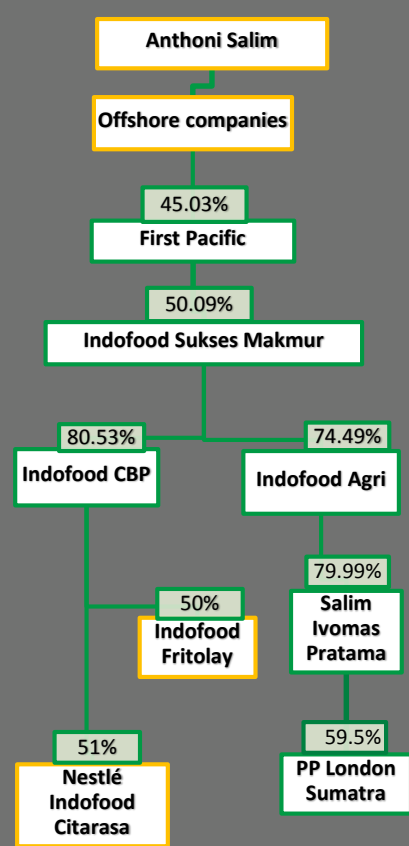 Anthoni Salim
Offshore companies
45.03%
First Pacific
50.09%
Indofood Sukses Makmur
80.53%
Indofood CBP
74.49%
Indofood Agri
79.99%
Salim
Ivomas
Pratama
50%
Indofood
Fritolay
59.5%
PP London
Sumatra
51%
Nestlé
Indofood
Citarasa